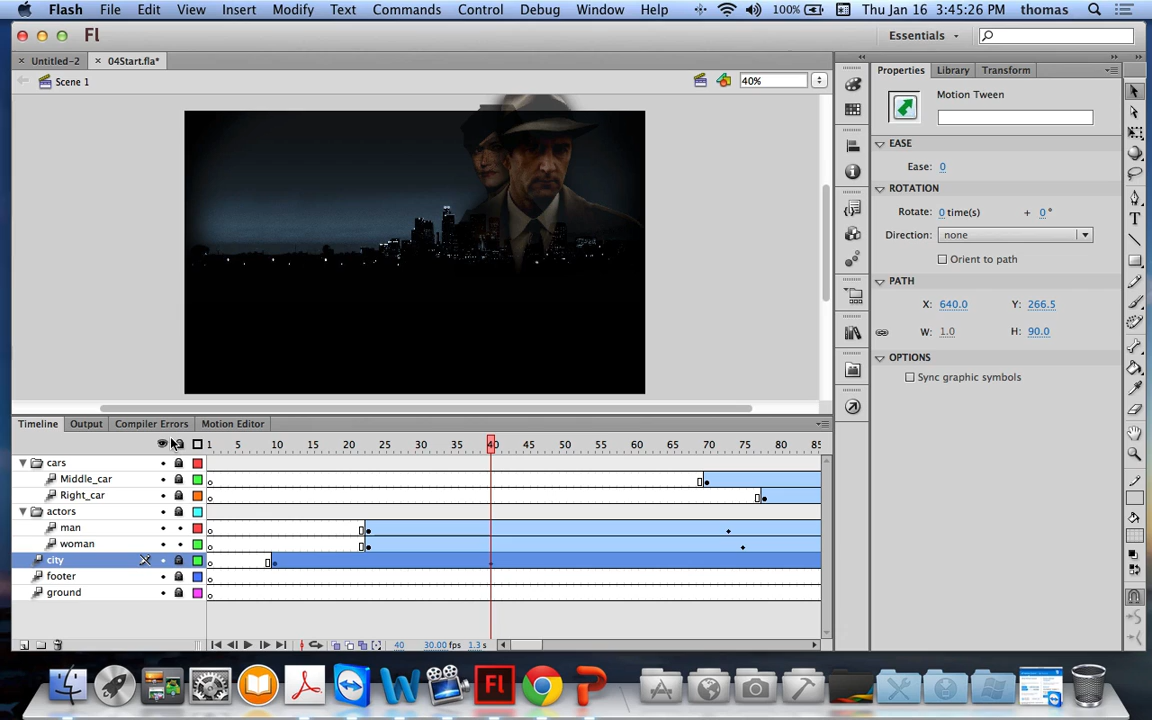 Flash File Edit View Insert Modify Text Commands Control Debug Window Help 100% Thu Jan 16 3:45:26 PM thomas
Fl Essentials
Untitled-2 04Start.fla*
Scene 1 40%
Properties Library Transform
Motion Tween
EASE
Ease: 0
ROTATION
Rotate: 0 time(s) + 0°
Direction: none
Orient to path
PATH
X: 640.0 Y: 266.5
W: 1.0 H: 90.0
OPTIONS
Sync graphic symbols
Timeline Output Compiler Errors Motion Editor
1 5 10 15 20 25 30 35 40 45 50 55 60 65 70 75 80 85
cars
Middle_car
Right_car
actors
man
woman
city
footer
ground
40 30.00 fps 1.3 s
W Fl P